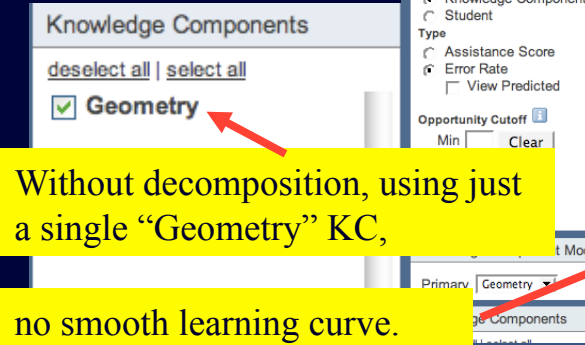 Knowledge Components
deselect all | select all
Geometry
Student
Type
Assistance Score
Error Rate
View Predicted
Opportunity Cutoff
Min
Clear
Without decomposition, using just
a single “Geometry” KC,
Primary Geometry
Components
no smooth learning curve.